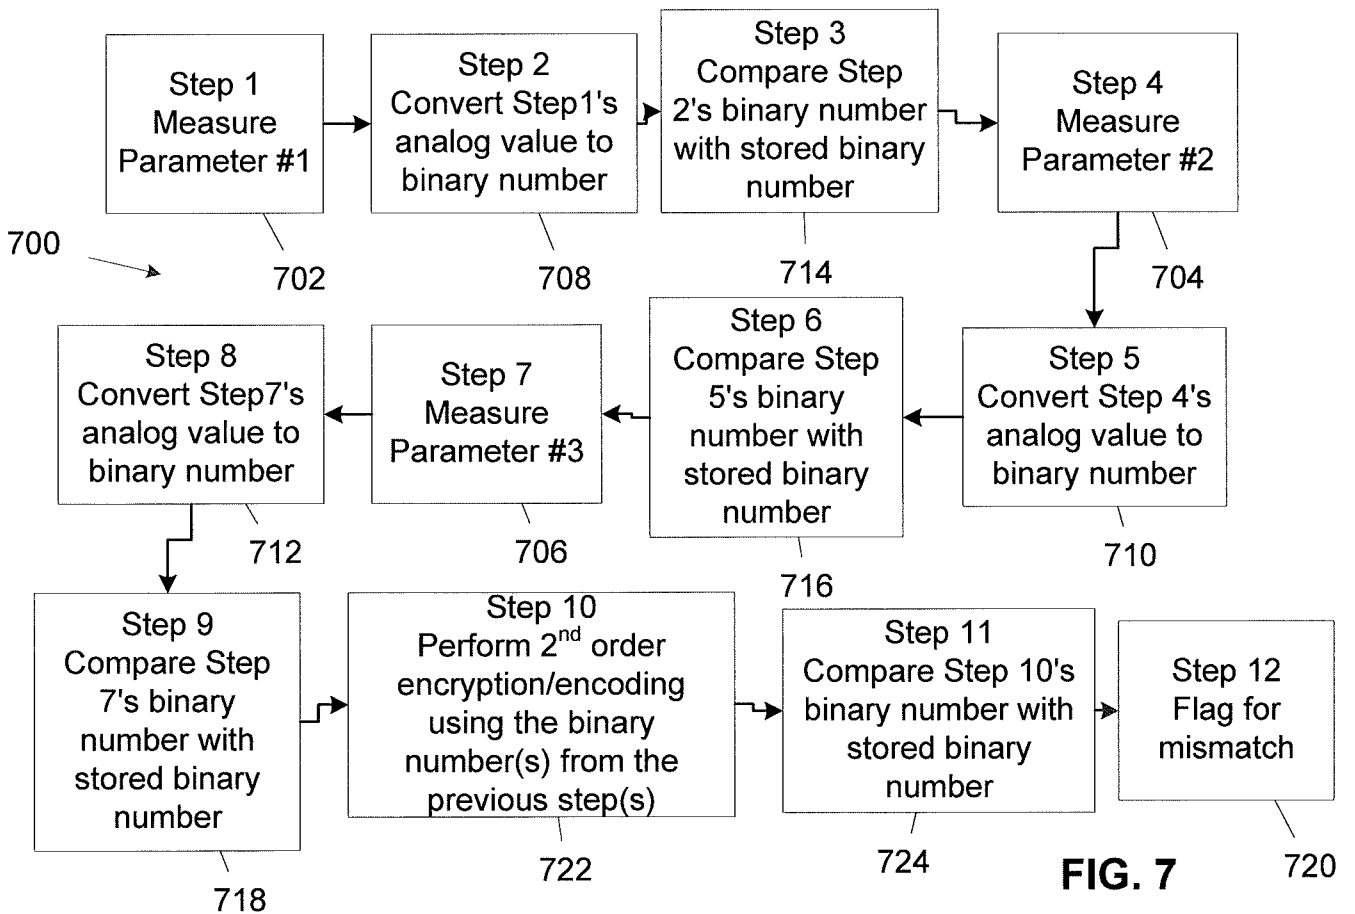 Step 1
Measure
Parameter #1
702
Step 2
Convert Step1's
analog value to
binary number
708
Step 3
Compare Step
2's binary number
with stored binary
number
714
Step 4
Measure
Parameter #2
704
700
Step 5
Convert Step 4's
analog value to
binary number
710
Step 6
Compare Step
5's binary
number with
stored binary
number
716
Step 7
Measure
Parameter #3
706
Step 8
Convert Step7's
analog value to
binary number
712
Step 9
Compare Step
7's binary
number with
stored binary
number
718
Step 10
Perform 2nd order
encryption/encoding
using the binary
number(s) from the
previous step(s)
722
Step 11
Compare Step 10's
binary number with
stored binary
number
724
Step 12
Flag for
mismatch
720
FIG. 7